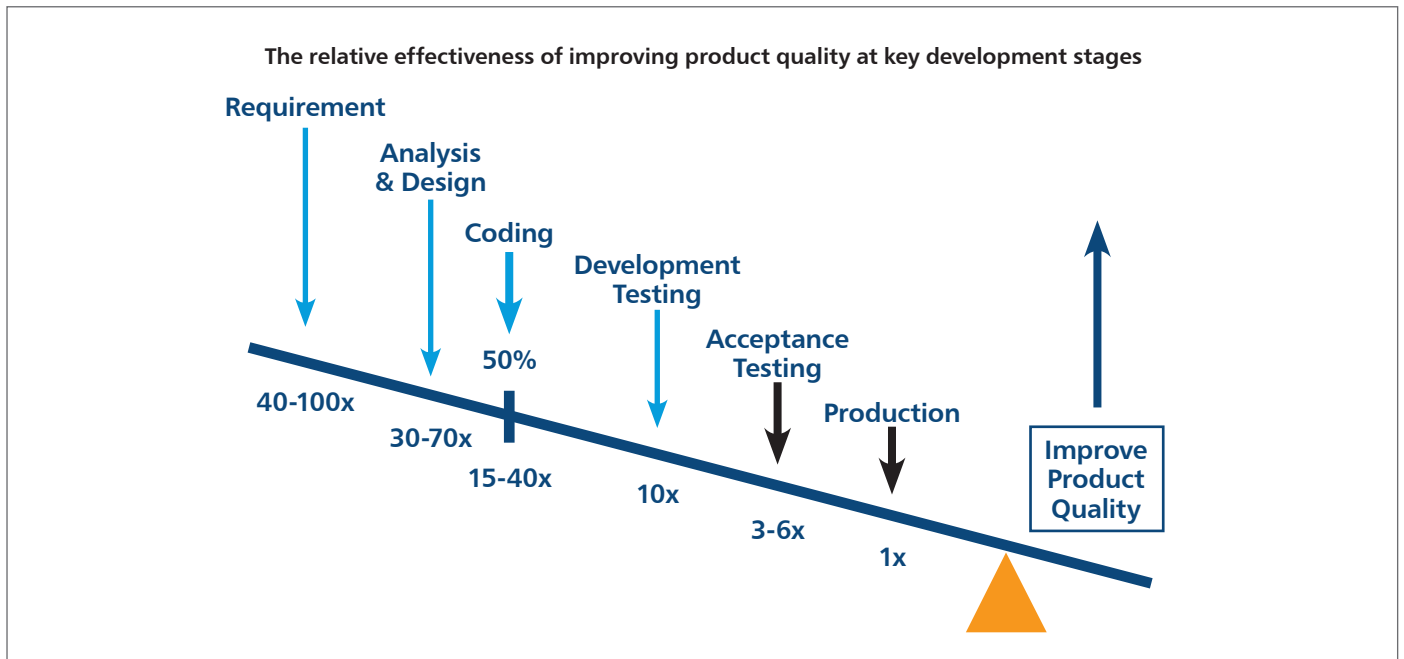 The relative effectiveness of improving product quality at key development stages
Requirement
Analysis
& Design
Coding
Development
Testing
Acceptance
Testing
Production
50%
40-100x
30-70x
15-40x
10x
3-6x
1x
Improve
Product
Quality